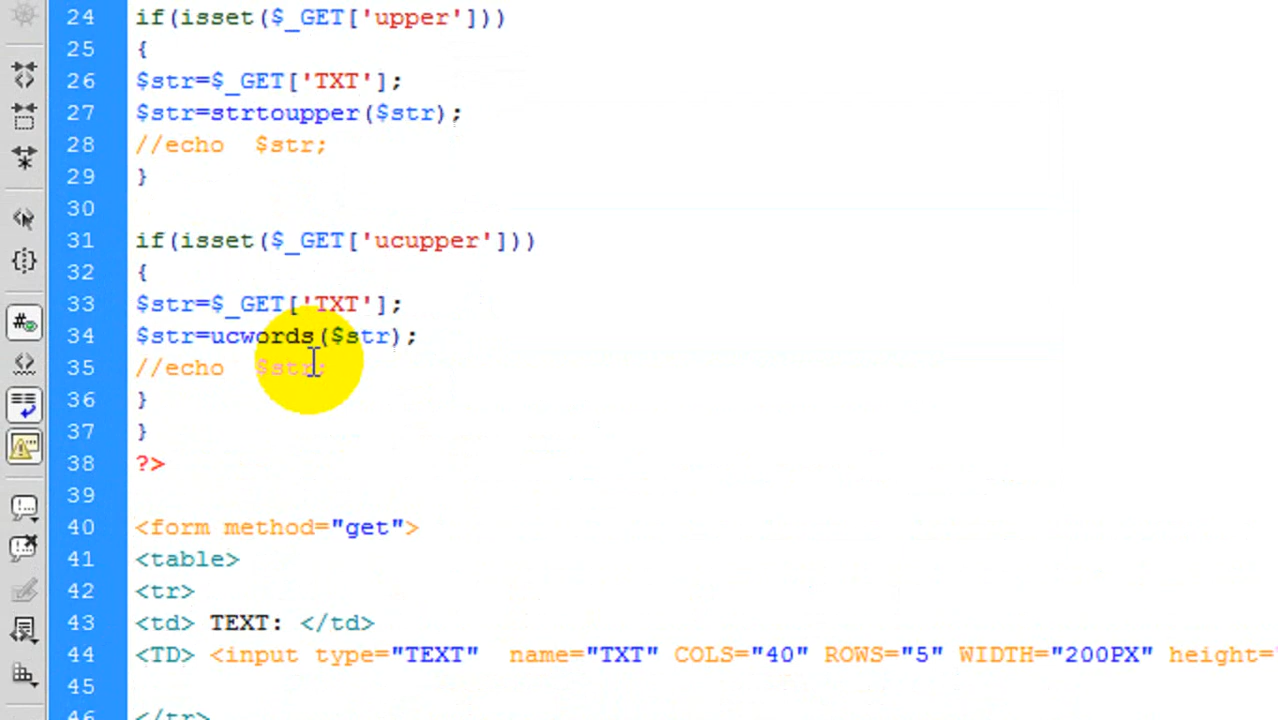 24 if(isset($_GET['upper']))
25 {
26 $str=$_GET['TXT'];
27 $str=strtoupper($str);
28 //echo  $str;
29 }
30
31 if(isset($_GET['ucupper']))
32 {
33 $str=$_GET['TXT'];
34 $str=ucwords($str);
35 //echo  $str;
36 }
37 }
38 ?>
39
40 <form method="get">
41 <table>
42 <tr>
43 <td> TEXT: </td>
44 <TD> <input type="TEXT"  name="TXT" COLS="40" ROWS="5" WIDTH="200PX" height=
45
46 </tr>